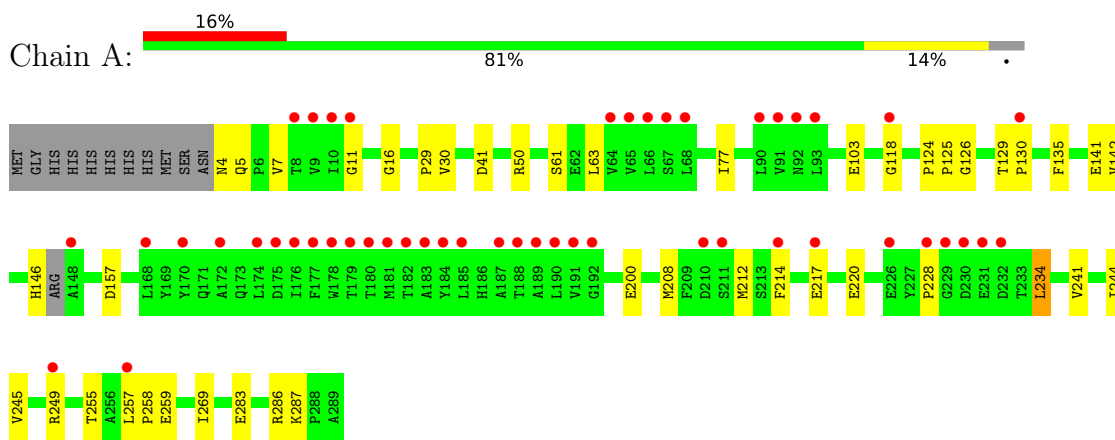 16%
Chain A:
81% 14% •
MET GLY HIS HIS HIS HIS HIS HIS MET SER ASN N4 Q5 P6 V7 T8 V9 I10 G11 G16 P29 V30 D41 R50 S61 E62 L63 V64 V65 L66 S67 L68 I77 L90 V91 N92 L93 E103 G118 P124 P125 G126 T129 P130 F135 E141
H146 ARG A148 D157 L168 Y169 Y170 Q171 A172 Q173 L174 D175 I176 F177 W178 T179 T180 M181 T182 A183 Y184 L185 H186 A187 T188 A189 L190 V191 G192 E200 M208 F209 D210 S211 M212 S213 F214 E217 E220 E226 Y227 P228 G229 D230 E231 D232 T233 L234 V241
V245 R249 T255 A256 L257 P258 E259 I269 E283 R286 K287 P288 A289